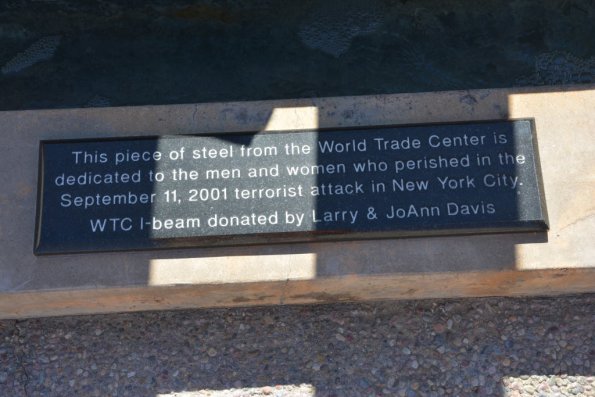 This piece of steel from the World Trade Center is
dedicated to the men and women who perished in the
September 11, 2001 terrorist attack in New York City.
WTC I-beam donated by Larry & JoAnn Davis